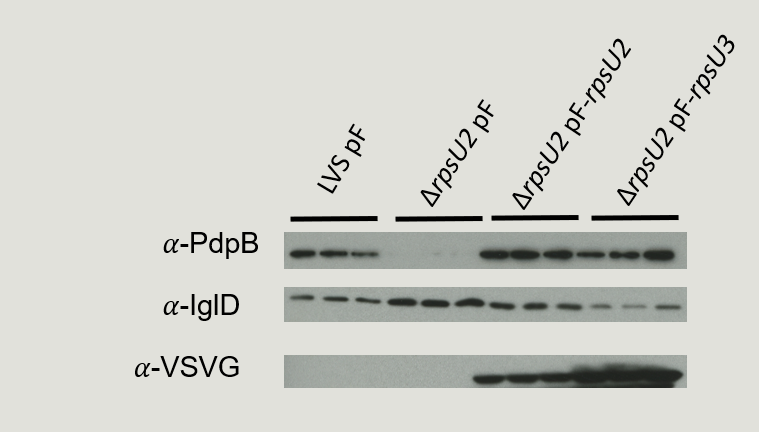 LVS pF
ΔrpsU2 pF
ΔrpsU2 pF-rpsU2
ΔrpsU2 pF-rpsU3
α-PdpB
α-IglD
α-VSVG